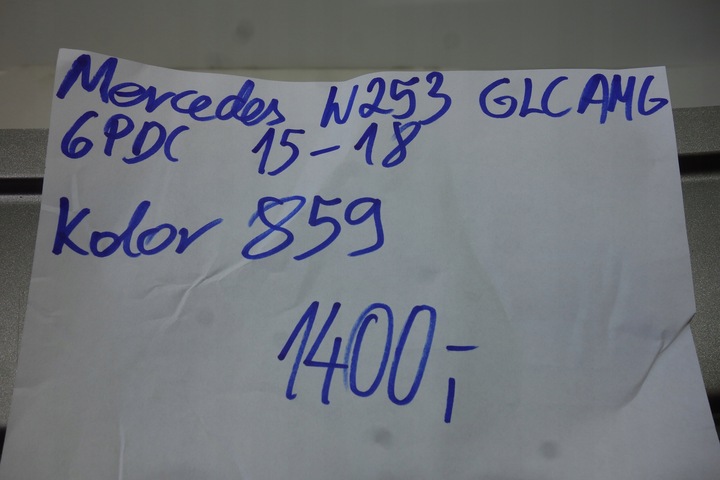 Mercedes W253 GLC AMG
6PDC 15-18
Kolor 859
1400,-